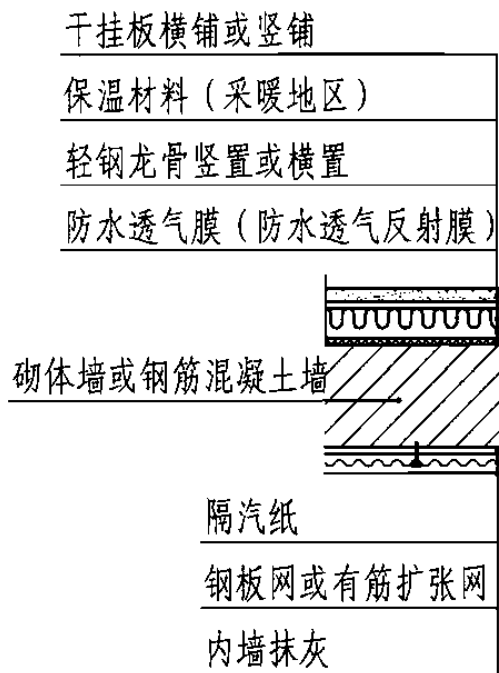 干挂板横铺或竖铺
保温材料（采暖地区）
轻钢龙骨竖置或横置
防水透气膜（防水透气反射膜）
砌体墙或钢筋混凝土墙
隔汽纸
钢板网或有筋扩张网
内墙抹灰